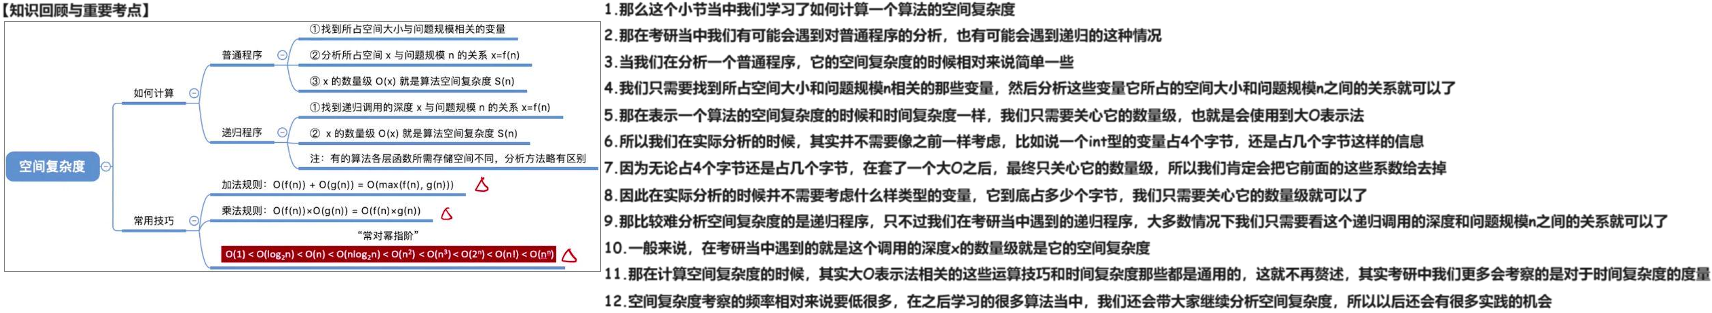 【知识回顾与重要考点】
空间复杂度
如何计算
普通程序
①找到所占空间大小与问题规模相关的变量
②分析所占空间 x 与问题规模 n 的关系 x=f(n)
③ x 的数量级 O(x) 就是算法空间复杂度 S(n)
递归程序
①找到递归调用的深度 x 与问题规模 n 的关系 x=f(n)
② x 的数量级 O(x) 就是算法空间复杂度 S(n)
注：有的算法各层函数所需存储空间不同，分析方法略有区别
常用技巧
加法规则：O(f(n)) + O(g(n)) = O(max(f(n), g(n)))
乘法规则：O(f(n))×O(g(n)) = O(f(n)×g(n))
“常对幂指阶”
O(1) < O(log₂n) < O(n) < O(nlog₂n) < O(n²) < O(n³) < O(2ⁿ) < O(n!) < O(nⁿ)
1.那么这个小节当中我们学习了如何计算一个算法的空间复杂度
2.那在考研当中我们有可能会遇到对普通程序的分析，也有可能会遇到递归的这种情况
3.当我们在分析一个普通程序，它的空间复杂度的时候相对来说简单一些
4.我们只需要找到所占空间大小和问题规模n相关的那些变量，然后分析这些变量它所占的空间大小和问题规模n之间的关系就可以了
5.那在表示一个算法的空间复杂度的时候和时间复杂度一样，我们只需要关心它的数量级，也就是会使用到大O表示法
6.所以我们在实际分析的时候，其实并不需要像之前一样考虑，比如说一个int型的变量占4个字节，还是占几个字节这样的信息
7.因为无论占4个字节还是占几个字节，在套了一个大O之后，最终只关心它的数量级，所以我们肯定会把它前面的这些系数给去掉
8.因此在实际分析的时候并不需要考虑什么样类型的变量，它到底占多少个字节，我们只需要关心它的数量级就可以了
9.那比较难分析空间复杂度的是递归程序，只不过我们在考研当中遇到的递归程序，大多数情况下我们只需要看这个递归调用的深度和问题规模n之间的关系就可以了
10.一般来说，在考研当中遇到的就是这个调用的深度x的数量级就是它的空间复杂度
11.那在计算空间复杂度的时候，其实大O表示法相关的这些运算技巧和时间复杂度那些都是通用的，这就不再赘述，其实考研中我们更多会考察的是对于时间复杂度的度量
12.空间复杂度考察的频率相对来说要低很多，在之后学习的很多算法当中，我们还会带大家继续分析空间复杂度，所以以后还会有很多实践的机会